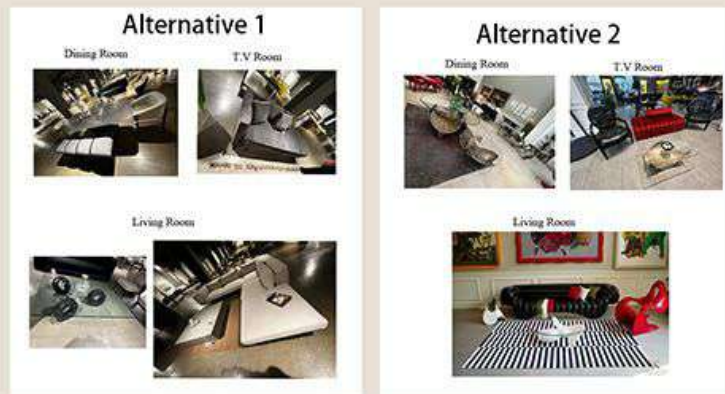 Alternative 1
Dining Room
T.V Room
Living Room
Alternative 2
Dining Room
T.V Room
Living Room